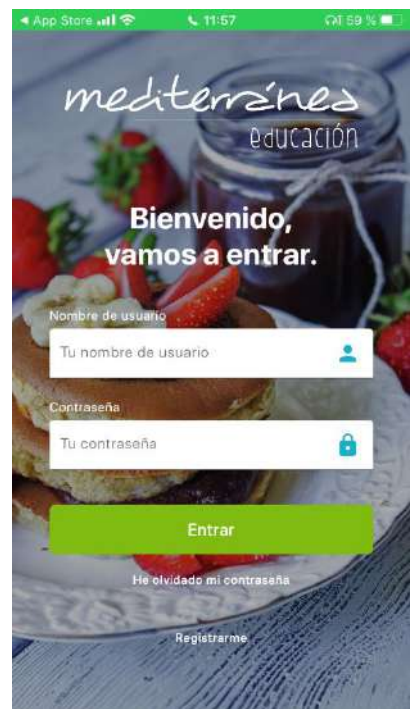 App Store 11:57 59 %
mediterránea
educación
Bienvenido,
vamos a entrar.
Nombre de usuario
Tu nombre de usuario
Contraseña
Tu contraseña
Entrar
He olvidado mi contraseña
Registrarme